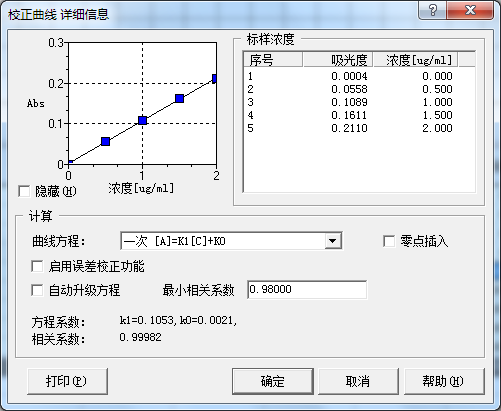 校正曲线 详细信息
0.3
0.2
Abs
0.1
0
0 1 2
浓度[ug/ml]
隐藏(H)
标样浓度
序号 吸光度 浓度[ug/ml]
1 0.0004 0.000
2 0.0558 0.500
3 0.1089 1.000
4 0.1611 1.500
5 0.2110 2.000
计算
曲线方程： 一次 [A]=K1[C]+K0 零点插入
启用误差校正功能
自动升级方程 最小相关系数 0.98000
方程系数： k1=0.1053,k0=0.0021,
相关系数： 0.99982
打印(P) 确定 取消 帮助(H)